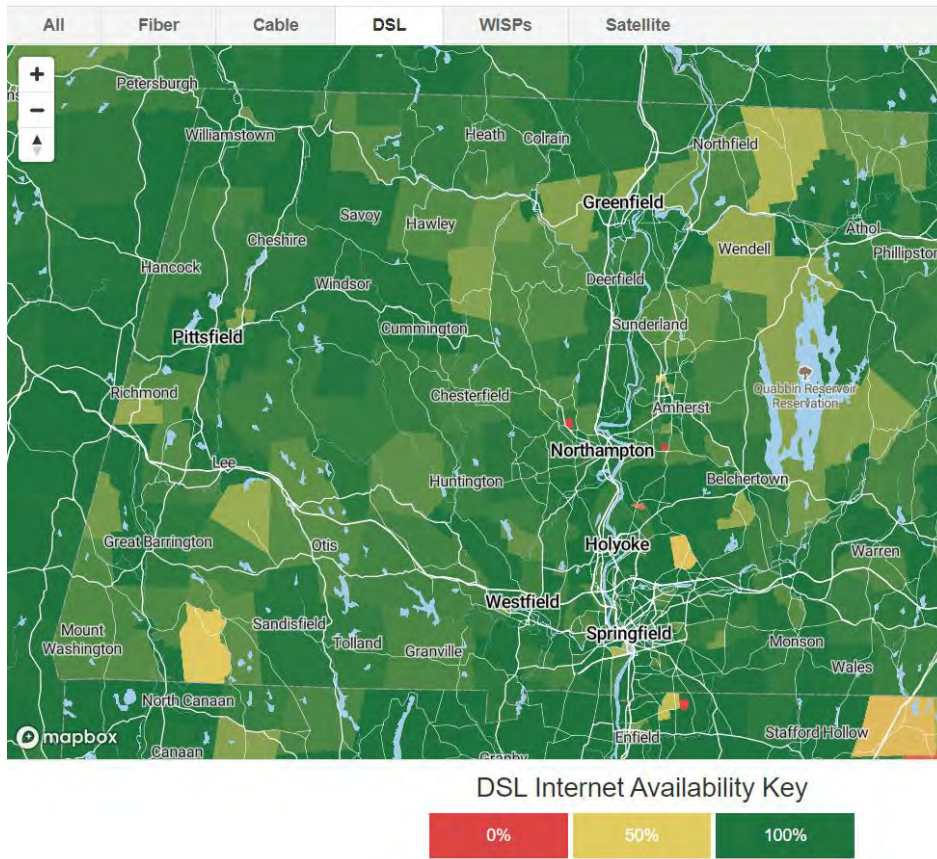 All Fiber Cable DSL WISPs Satellite
+
−
Petersburgh
Williamstown
Heath
Colrain
Northfield
Greenfield
Savoy
Hawley
Athol
Cheshire
Wendell
Phillipston
Hancock
Deerfield
Windsor
Pittsfield
Cummington
Sunderland
Richmond
Chesterfield
Quabbin Reservoir
Reservation
Amherst
Northampton
Lee
Huntington
Belchertown
Great Barrington
Otis
Holyoke
Warren
Westfield
Mount
Washington
Sandisfield
Tolland
Granville
Springfield
Monson
Wales
North Canaan
mapbox
Canaan
Granby
Enfield
Stafford Hollow
DSL Internet Availability Key
0% 50% 100%